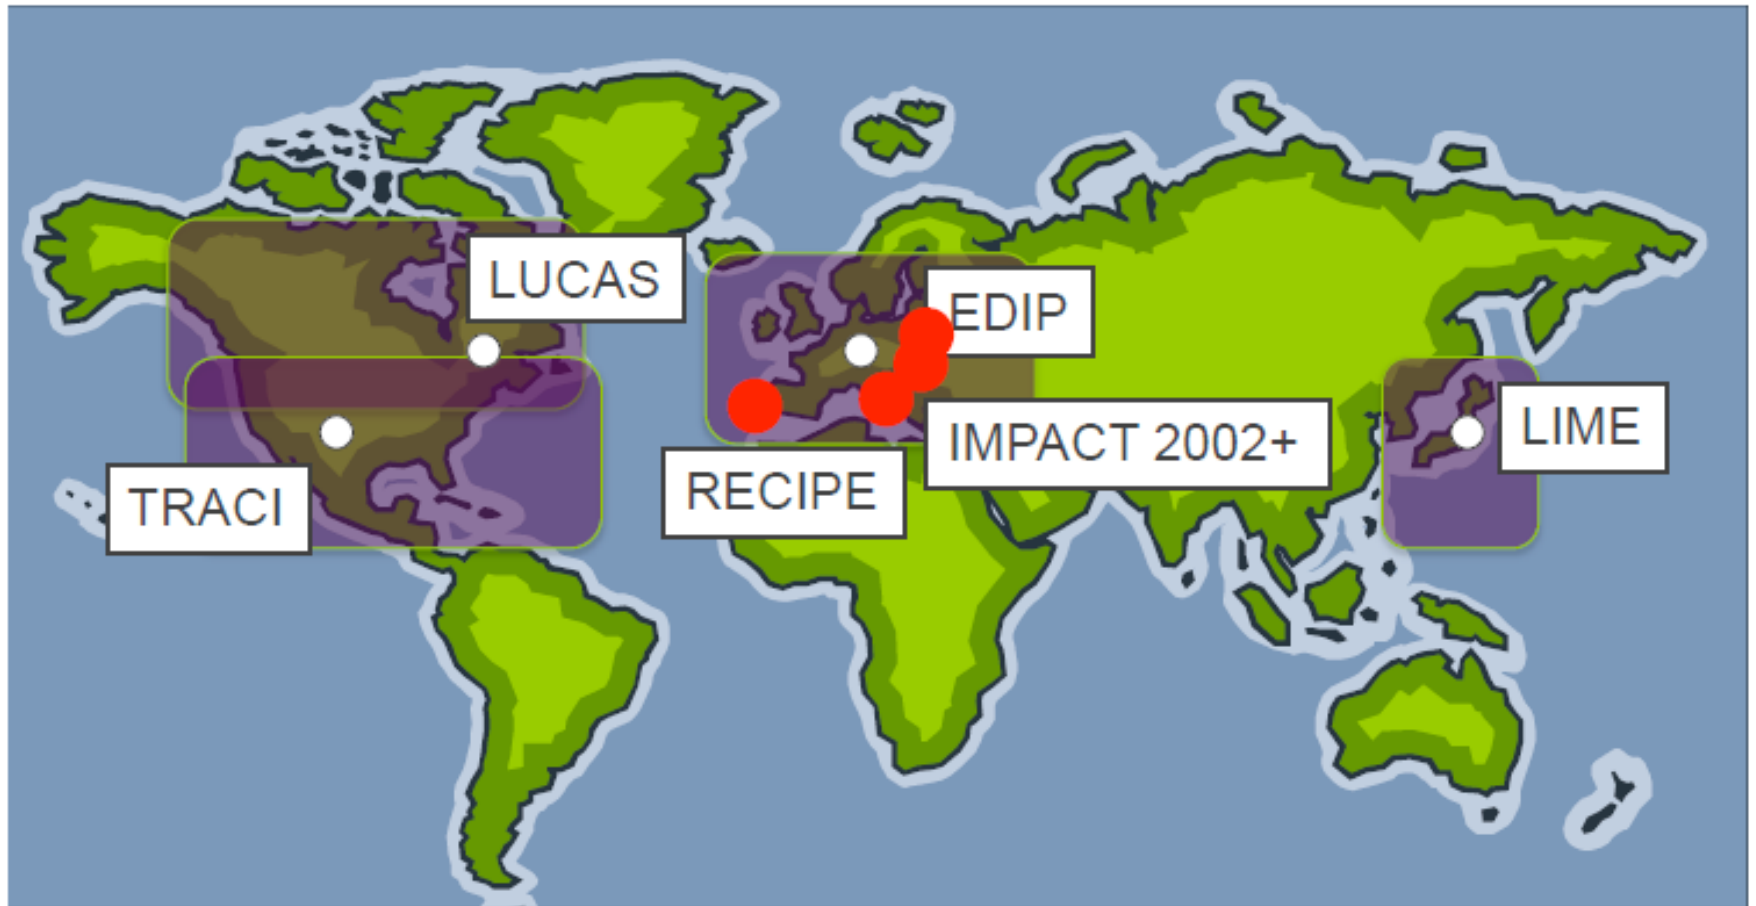 LUCAS
EDIP
LIME
IMPACT 2002+
RECIPE
TRACI